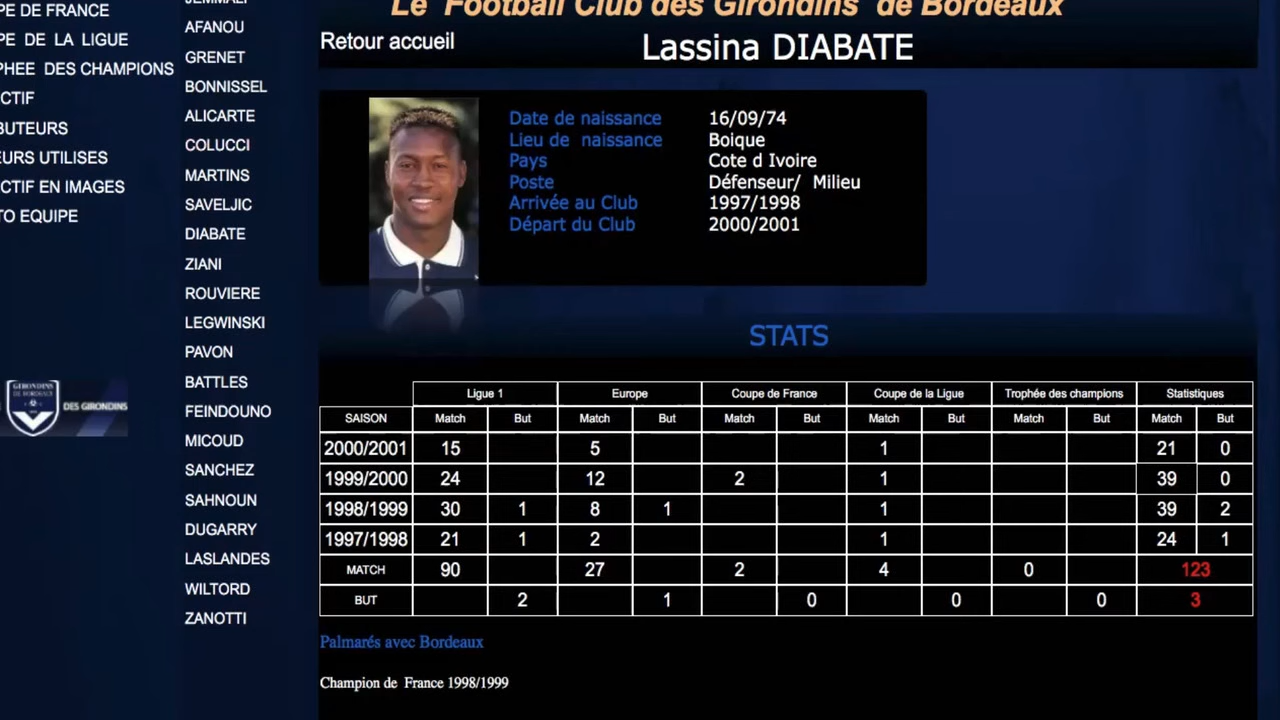 Le Football Club des Girondins de Bordeaux
Retour accueil
Lassina DIABATE
PE DE FRANCE
PE DE LA LIGUE
PHEE DES CHAMPIONS
CTIF
BUTEURS
EURS UTILISES
CTIF EN IMAGES
TO EQUIPE
GIRONDINS
DE BORDEAUX
DES GIRONDINS
JEMMALI
AFANOU
GRENET
BONNISSEL
ALICARTE
COLUCCI
MARTINS
SAVELJIC
DIABATE
ZIANI
ROUVIERE
LEGWINSKI
PAVON
BATTLES
FEINDOUNO
MICOUD
SANCHEZ
SAHNOUN
DUGARRY
LASLANDES
WILTORD
ZANOTTI
Date de naissance 16/09/74
Lieu de naissance Boique
Pays Cote d Ivoire
Poste Défenseur/ Milieu
Arrivée au Club 1997/1998
Départ du Club 2000/2001
STATS
Ligue 1 Europe Coupe de France Coupe de la Ligue Trophée des champions Statistiques
SAISON Match But Match But Match But Match But Match But Match But
2000/2001 15 5 1 21 0
1999/2000 24 12 2 1 39 0
1998/1999 30 1 8 1 1 39 2
1997/1998 21 1 2 1 24 1
MATCH 90 27 2 4 0 123
BUT 2 1 0 0 0 3
Palmarés avec Bordeaux
Champion de France 1998/1999